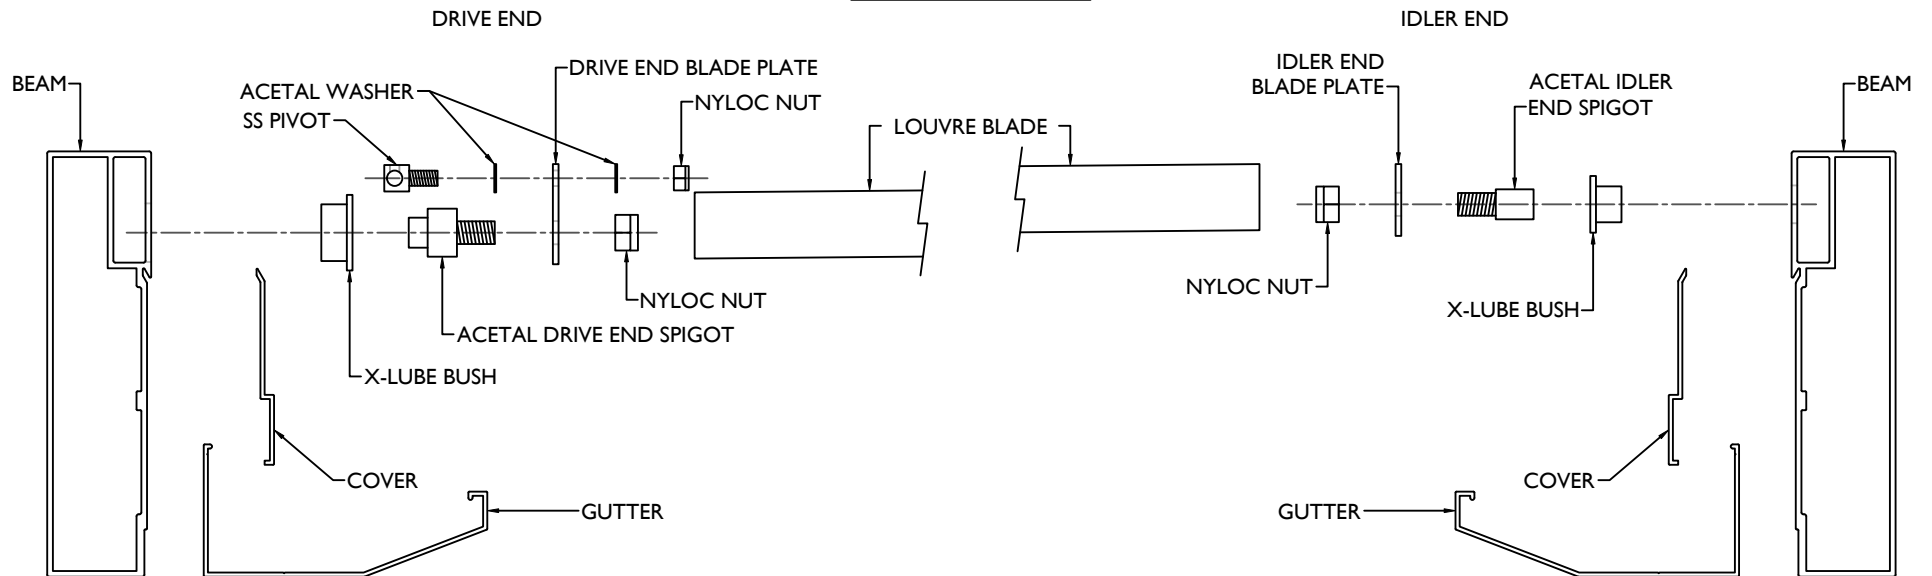 DRIVE END
IDLER END
BEAM
ACETAL WASHER
SS PIVOT
DRIVE END BLADE PLATE
NYLOC NUT
LOUVRE BLADE
IDLER END
BLADE PLATE
ACETAL IDLER
END SPIGOT
BEAM
NYLOC NUT
ACETAL DRIVE END SPIGOT
X-LUBE BUSH
NYLOC NUT
X-LUBE BUSH
COVER
GUTTER
COVER
GUTTER